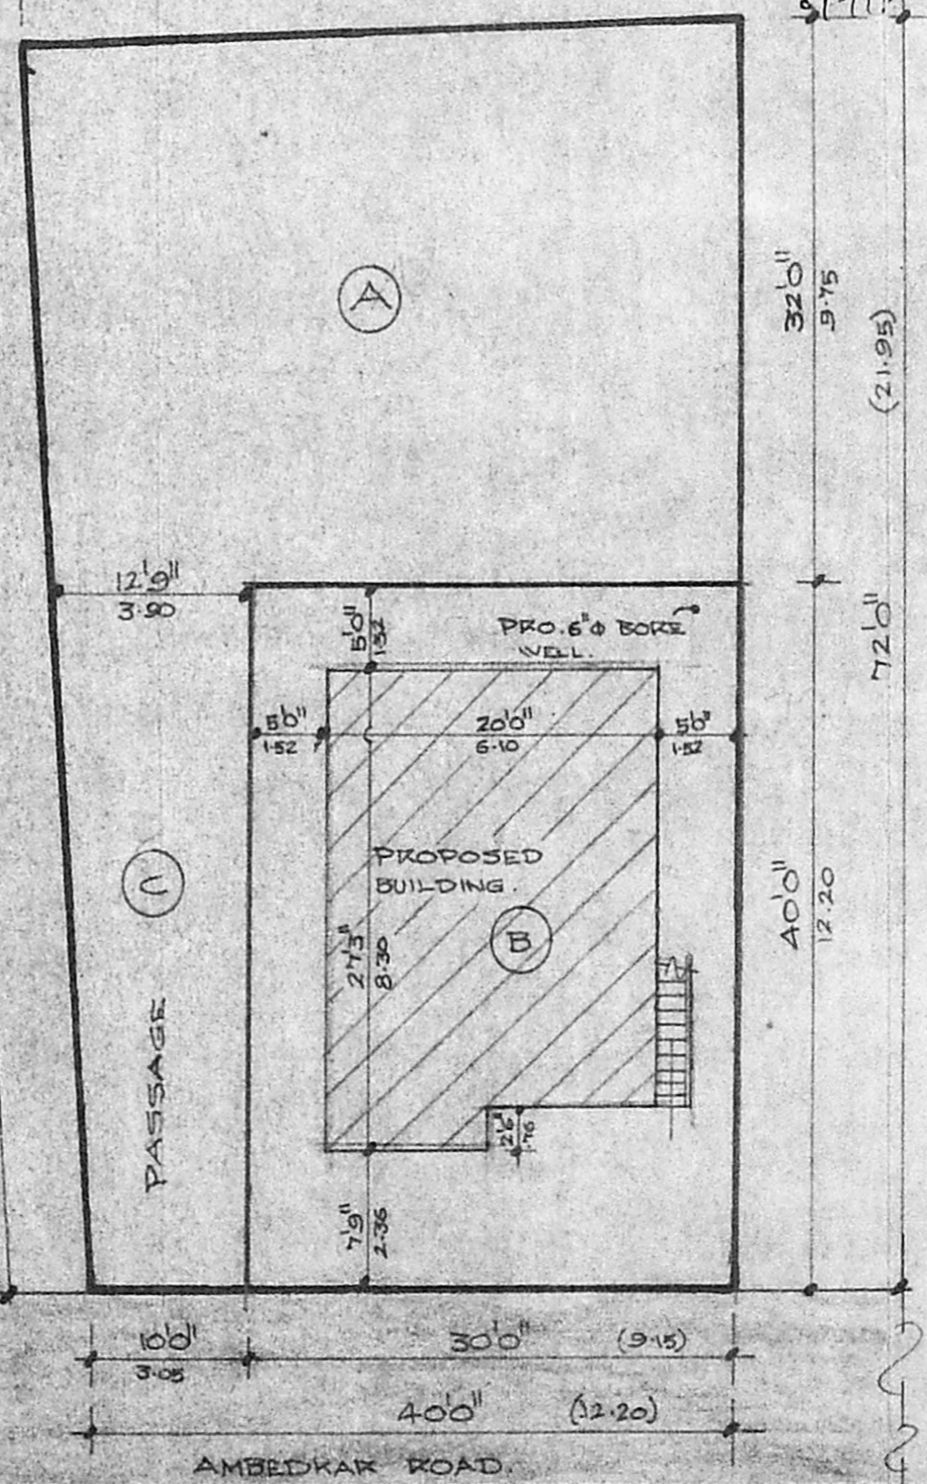 A
32'0"
9.75
(21.95)
72'0"
12'9"
3.90
5'0"
1.52
PRO. 6"Φ BORE
WELL.
5'0"
1.52
20'0"
6.10
5'0"
1.52
PROPOSED
BUILDING.
B
C
27'3"
8.30
40'0"
12.20
PASSAGE
2'6"
.76
7'9"
2.36
10'0"
3.05
30'0" (9.15)
40'0" (12.20)
AMBEDKAR ROAD.